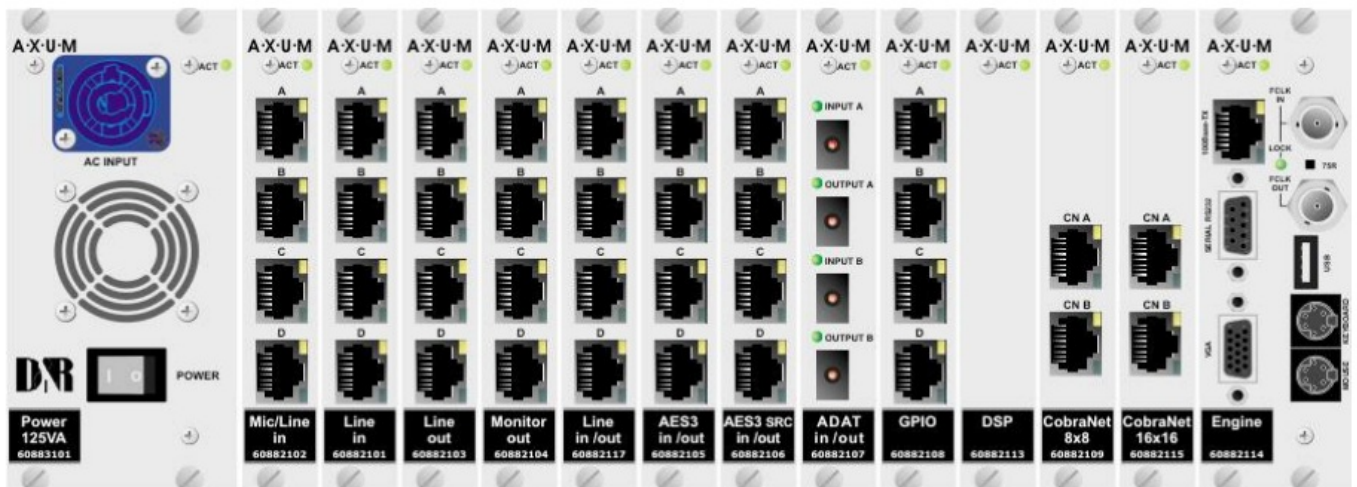 A·X·U·M
ACT
AC INPUT
D&R
I O
POWER
Power
125VA
60883101
A·X·U·M
ACT
A
B
C
D
Mic/Line
in
60882102
A·X·U·M
ACT
A
B
C
D
Line
in
60882101
A·X·U·M
ACT
A
B
C
D
Line
out
60882103
A·X·U·M
ACT
A
B
C
D
Monitor
out
60882104
A·X·U·M
ACT
A
B
C
D
Line
in /out
60882117
A·X·U·M
ACT
A
B
C
D
AES3
in /out
60882105
A·X·U·M
ACT
A
B
C
D
AES3 SRC
in /out
60882106
A·X·U·M
ACT
INPUT A
OUTPUT A
INPUT B
OUTPUT B
ADAT
in /out
60882107
A·X·U·M
ACT
A
B
C
D
GPIO
60882108
A·X·U·M
ACT
DSP
60882113
A·X·U·M
ACT
CN A
CN B
CobraNet
8x8
60882109
A·X·U·M
ACT
CN A
CN B
CobraNet
16x16
60882115
A·X·U·M
ACT
100Base-TX
SERIAL RS232
VGA
FCLK
IN
LOCK
75R
FCLK
OUT
USB
Engine
60882114